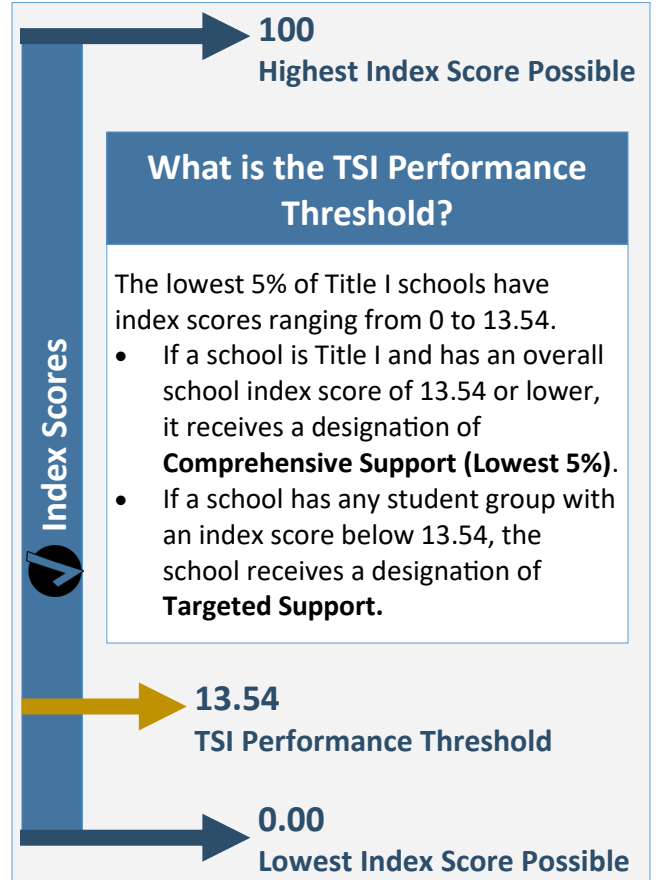 100
Highest Index Score Possible
What is the TSI Performance
Threshold?
The lowest 5% of Title I schools have
index scores ranging from 0 to 13.54.
• If a school is Title I and has an overall
school index score of 13.54 or lower,
it receives a designation of
Comprehensive Support (Lowest 5%).
• If a school has any student group with
an index score below 13.54, the
school receives a designation of
Targeted Support.
Index Scores
13.54
TSI Performance Threshold
0.00
Lowest Index Score Possible